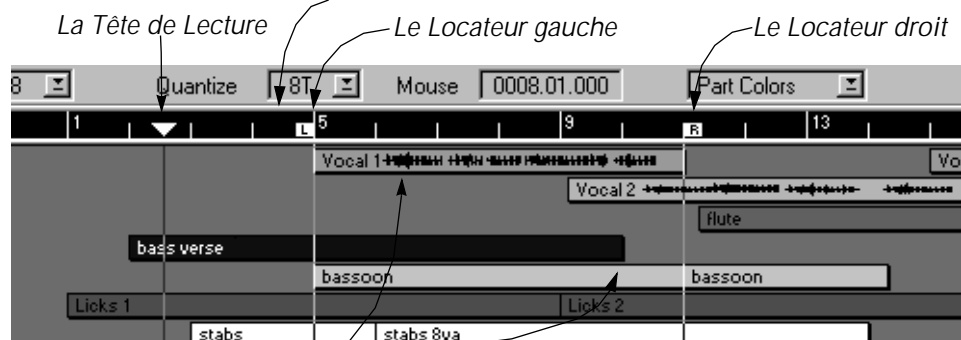 La Tête de Lecture Le Locateur gauche Le Locateur droit
8 Quantize 8T Mouse 0008.01.000 Part Colors
1 L 5 9 R 13
Vocal 1 Vo
Vocal 2
flute
bass verse
bassoon bassoon
Licks 1 Licks 2
stabs stabs 8va